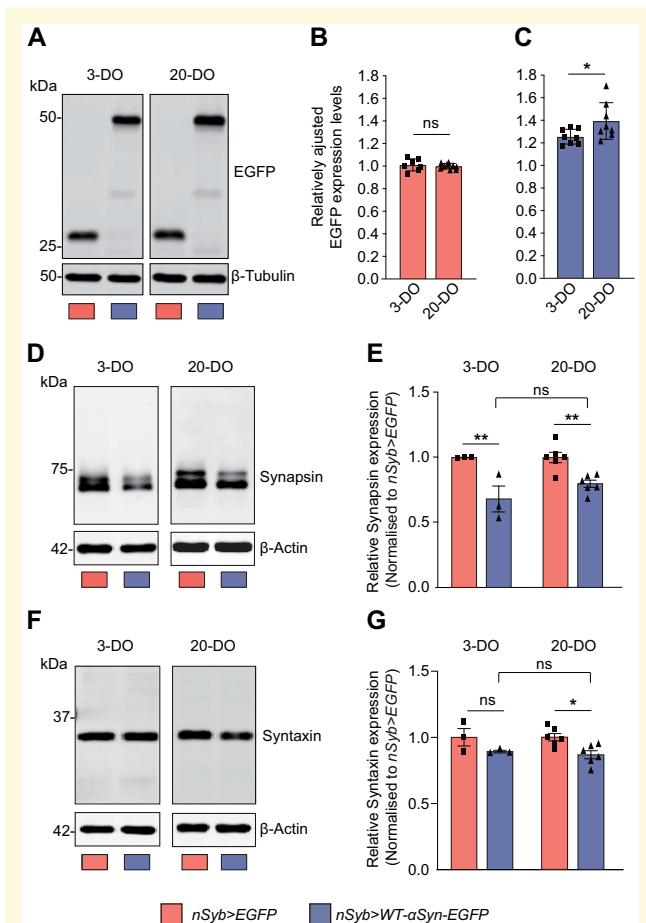 A
3-DO 20-DO
kDa
50-
EGFP
25-
50-
β-Tubulin
B
Relatively ajusted
EGFP expression levels
1.8
1.6
1.4
1.2
1.0
0.8
0.6
0.4
0.2
0.0
ns
3-DO 20-DO
C
1.8
1.6
1.4
1.2
1.0
0.8
0.6
0.4
0.2
0.0
*
3-DO 20-DO
D
3-DO 20-DO
kDa
75-
Synapsin
42-
β-Actin
E
3-DO 20-DO
Relative Synapsin expression
(Normalised to nSyb>EGFP)
1.5
1.0
0.5
0.0
ns
** **
F
3-DO 20-DO
kDa
37-
Syntaxin
42-
β-Actin
G
3-DO 20-DO
Relative Syntaxin expression
(Normalised to nSyb>EGFP)
1.5
1.0
0.5
0.0
ns
ns *
nSyb>EGFP nSyb>WT-αSyn-EGFP